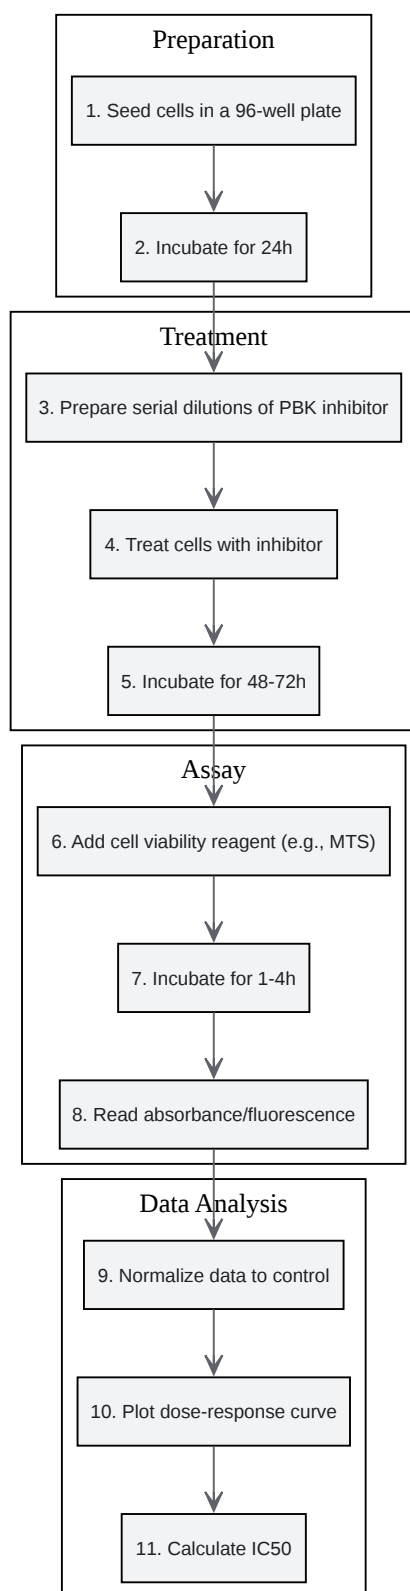 Preparation
1. Seed cells in a 96-well plate
2. Incubate for 24h
Treatment
3. Prepare serial dilutions of PBK inhibitor
4. Treat cells with inhibitor
5. Incubate for 48-72h
Assay
6. Add cell viability reagent (e.g., MTS)
7. Incubate for 1-4h
8. Read absorbance/fluorescence
Data Analysis
9. Normalize data to control
10. Plot dose-response curve
11. Calculate IC50